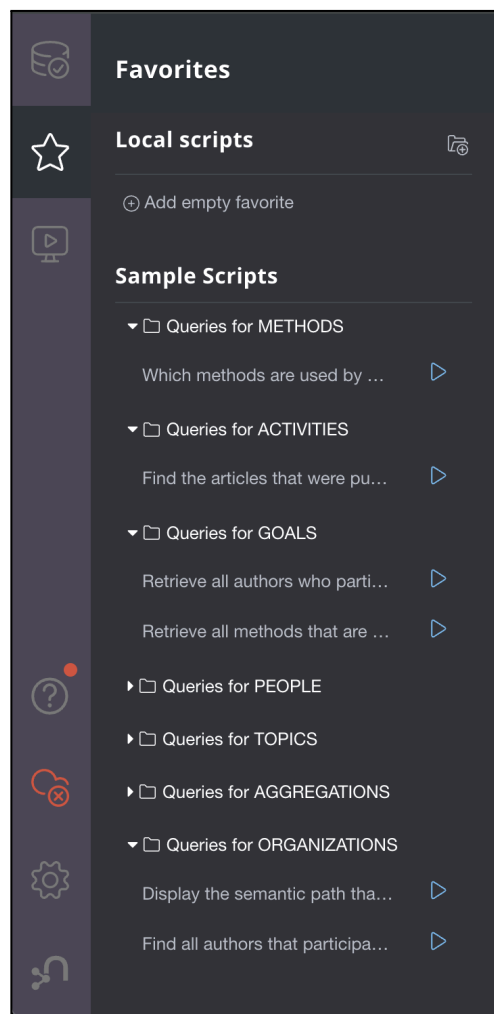 Favorites
Local scripts
Add empty favorite
Sample Scripts
Queries for METHODS
Which methods are used by ...
Queries for ACTIVITIES
Find the articles that were pu...
Queries for GOALS
Retrieve all authors who parti...
Retrieve all methods that are ...
Queries for PEOPLE
Queries for TOPICS
Queries for AGGREGATIONS
Queries for ORGANIZATIONS
Display the semantic path tha...
Find all authors that participa...